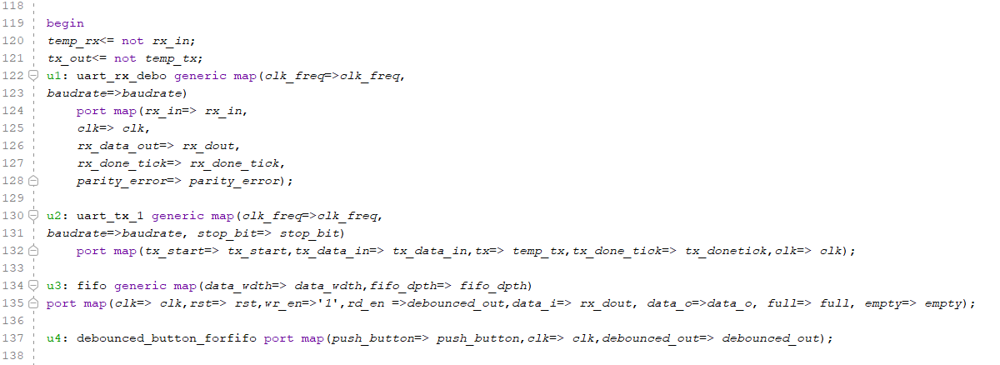 118
119 begin
120 temp_rx<= not rx_in;
121 tx_out<= not temp_tx;
122 u1: uart_rx_debo generic map(clk_freq=>clk_freq,
123 baudrate=>baudrate)
124     port map(rx_in=> rx_in,
125     clk=> clk,
126     rx_data_out=> rx_dout,
127     rx_done_tick=> rx_done_tick,
128     parity_error=> parity_error);
129
130 u2: uart_tx_1 generic map(clk_freq=>clk_freq,
131 baudrate=>baudrate, stop_bit=> stop_bit)
132     port map(tx_start=> tx_start,tx_data_in=> tx_data_in,tx=> temp_tx,tx_done_tick=> tx_donetick,clk=> clk);
133
134 u3: fifo generic map(data_wdth=> data_wdth,fifo_dpth=> fifo_dpth)
135 port map(clk=> clk,rst=> rst,wr_en=>'1',rd_en =>debounced_out,data_i=> rx_dout, data_o=>data_o, full=> full, empty=> empty);
136
137 u4: debounced_button_forfifo port map(push_button=> push_button,clk=> clk,debounced_out=> debounced_out);
138